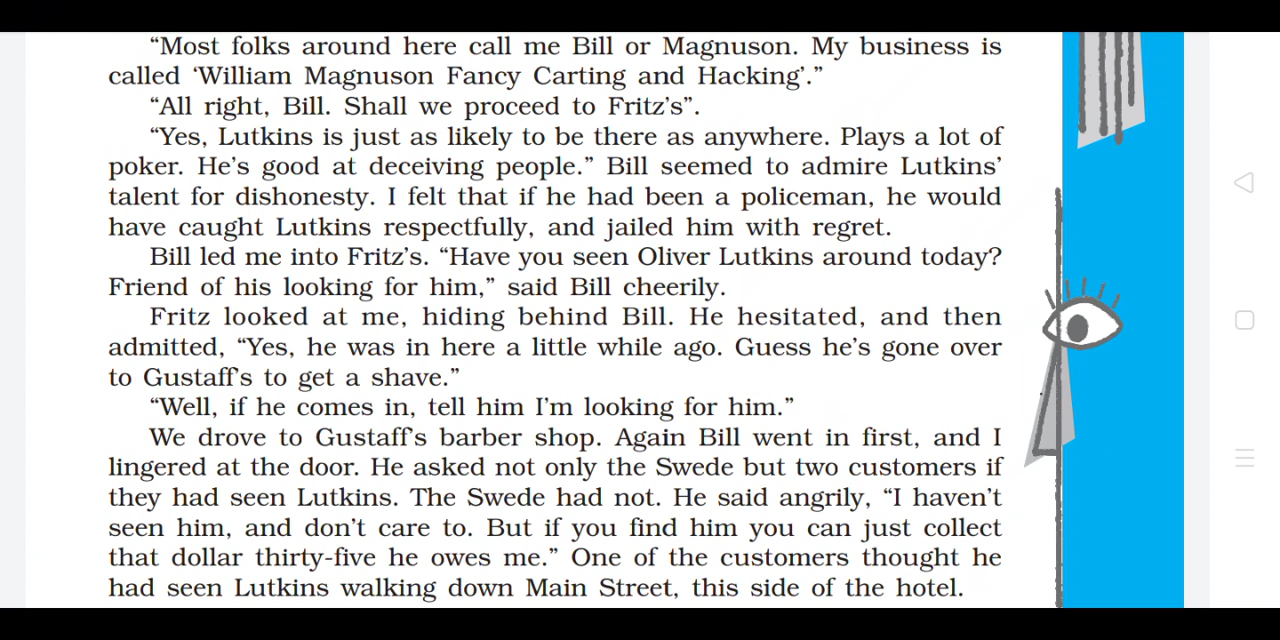 “Most folks around here call me Bill or Magnuson. My business is
called ‘William Magnuson Fancy Carting and Hacking’.”
“All right, Bill. Shall we proceed to Fritz’s”.
“Yes, Lutkins is just as likely to be there as anywhere. Plays a lot of
poker. He’s good at deceiving people.” Bill seemed to admire Lutkins’
talent for dishonesty. I felt that if he had been a policeman, he would
have caught Lutkins respectfully, and jailed him with regret.
Bill led me into Fritz’s. “Have you seen Oliver Lutkins around today?
Friend of his looking for him,” said Bill cheerily.
Fritz looked at me, hiding behind Bill. He hesitated, and then
admitted, “Yes, he was in here a little while ago. Guess he’s gone over
to Gustaff’s to get a shave.”
“Well, if he comes in, tell him I’m looking for him.”
We drove to Gustaff’s barber shop. Again Bill went in first, and I
lingered at the door. He asked not only the Swede but two customers if
they had seen Lutkins. The Swede had not. He said angrily, “I haven’t
seen him, and don’t care to. But if you find him you can just collect
that dollar thirty-five he owes me.” One of the customers thought he
had seen Lutkins walking down Main Street, this side of the hotel.